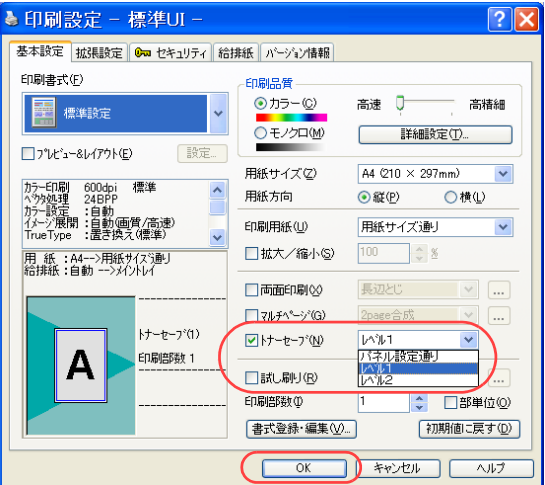 印刷設定 - 標準UI -
基本設定 拡張設定 セキュリティ 給排紙 バージョン情報
印刷書式(F)
標準設定
プレビュー&レイアウト(E) 設定...
カラー印刷 600dpi 標準
ベクタ処理 24BPP
カラー設定 :自動
イメージ展開 :自動(画質/高速)
TrueType :置き換え(標準)
用 紙 :A4-->用紙サイズ通り
給排紙 :自動 -->メイントレイ
A
トナーセーブ(1)
印刷部数 1
印刷品質
カラー(C) 高速 高精細
モノクロ(M) 詳細設定(T)...
用紙サイズ(Z) A4 (210 × 297mm)
用紙方向 縦(P) 横(L)
印刷用紙(U) 用紙サイズ通り
拡大/縮小(S) 100 %
両面印刷(X) 長辺とじ ...
マルチページ(G) 2page合成 ...
トナーセーブ(N) レベル1
パネル設定通り
レベル1
レベル2
試し刷り(R) ...
印刷部数(I) 1 部単位(O)
書式登録・編集(V)... 初期値に戻す(D)
OK キャンセル ヘルプ